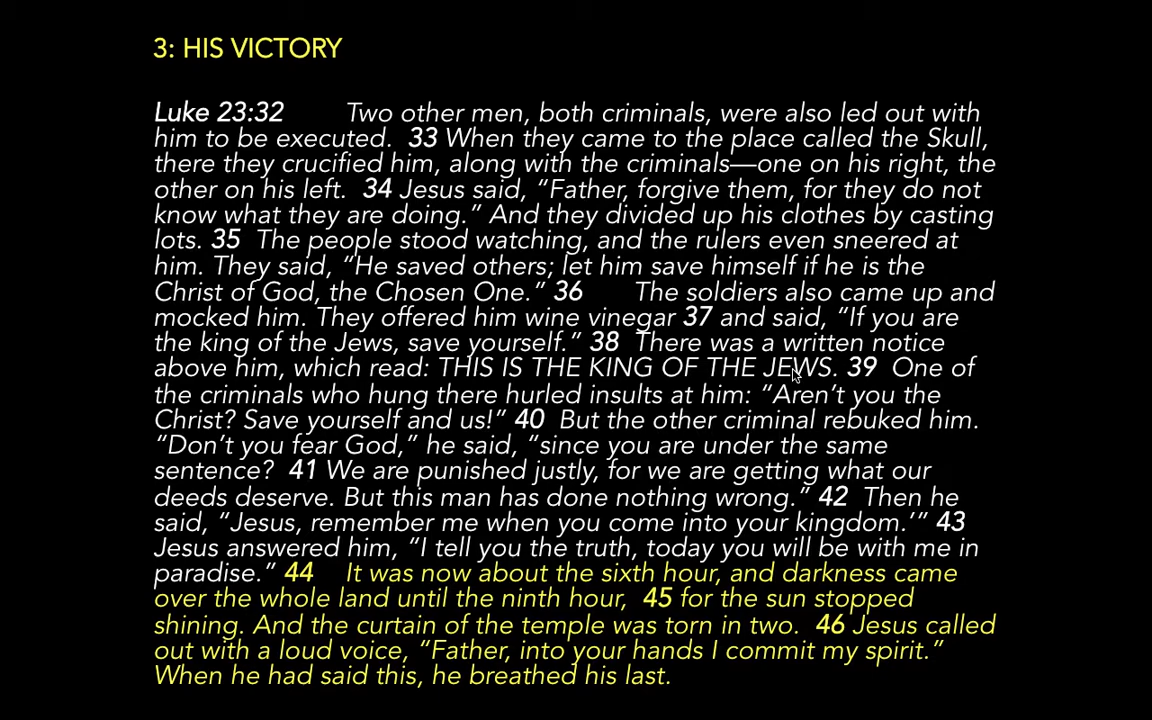 3: HIS VICTORY
Luke 23:32 Two other men, both criminals, were also led out with
him to be executed. 33 When they came to the place called the Skull,
there they crucified him, along with the criminals—one on his right, the
other on his left. 34 Jesus said, “Father, forgive them, for they do not
know what they are doing.” And they divided up his clothes by casting
lots. 35 The people stood watching, and the rulers even sneered at
him. They said, “He saved others; let him save himself if he is the
Christ of God, the Chosen One.” 36 The soldiers also came up and
mocked him. They offered him wine vinegar 37 and said, “If you are
the king of the Jews, save yourself.” 38 There was a written notice
above him, which read: THIS IS THE KING OF THE JEWS. 39 One of
the criminals who hung there hurled insults at him: “Aren’t you the
Christ? Save yourself and us!” 40 But the other criminal rebuked him.
“Don’t you fear God,” he said, “since you are under the same
sentence? 41 We are punished justly, for we are getting what our
deeds deserve. But this man has done nothing wrong.” 42 Then he
said, “Jesus, remember me when you come into your kingdom.’” 43
Jesus answered him, “I tell you the truth, today you will be with me in
paradise.” 44 It was now about the sixth hour, and darkness came
over the whole land until the ninth hour, 45 for the sun stopped
shining. And the curtain of the temple was torn in two. 46 Jesus called
out with a loud voice, “Father, into your hands I commit my spirit.”
When he had said this, he breathed his last.